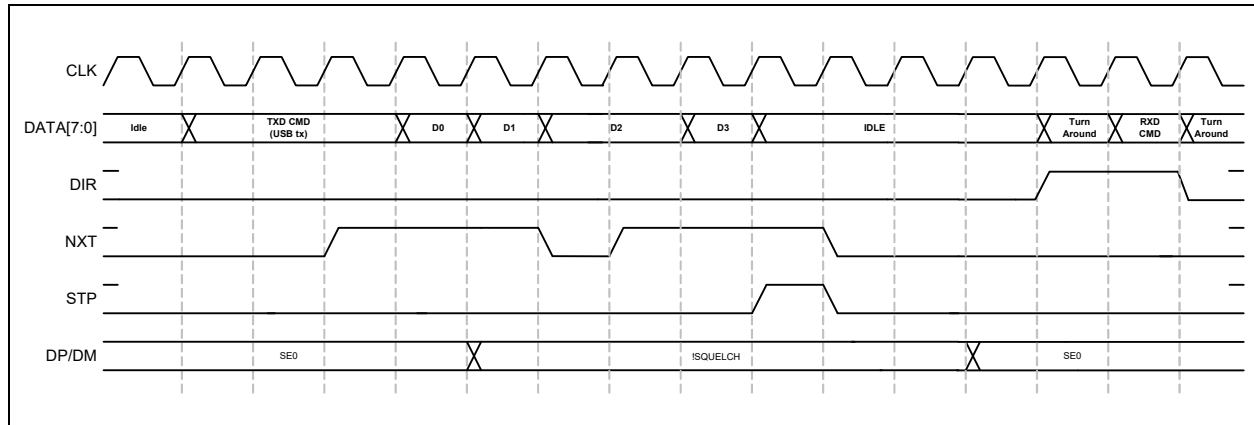 CLK
DATA[7:0]
Idle
TXD CMD
(USB tx)
D0
D1
D2
D3
IDLE
Turn
Around
RXD
CMD
Turn
Around
DIR
NXT
STP
DP/DM
SE0
!SQUELCH
SE0